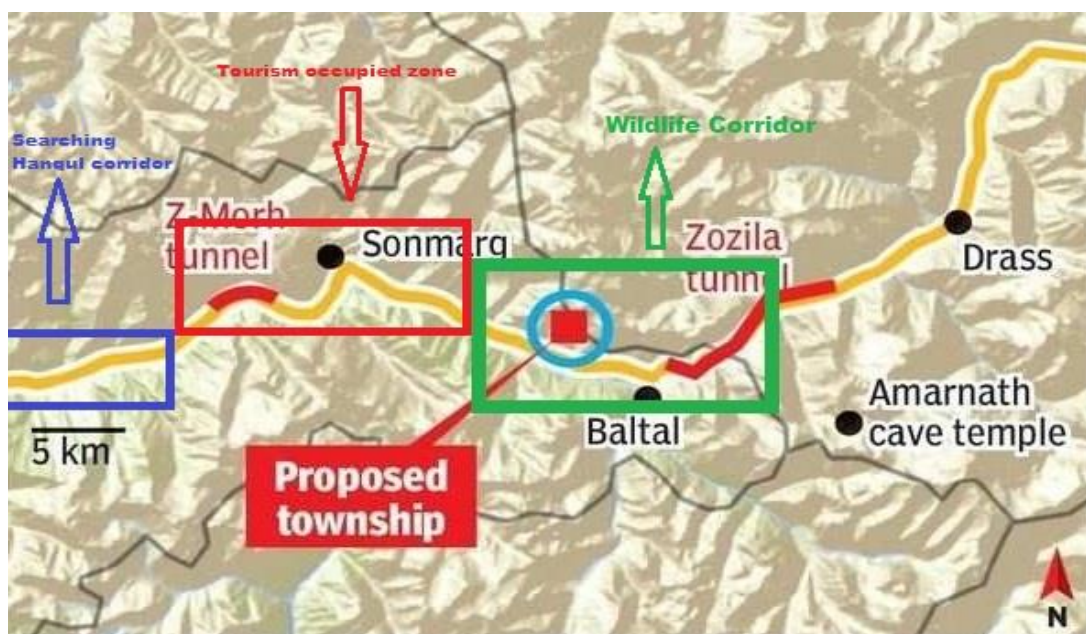 Tourism occupied zone
Wildlife Corridor
Searching
Hangul corridor
Z-Morh
tunnel
Sonmarg
Zozila
tunnel
Drass
Amarnath
cave temple
Baltal
5 km
Proposed
township
N